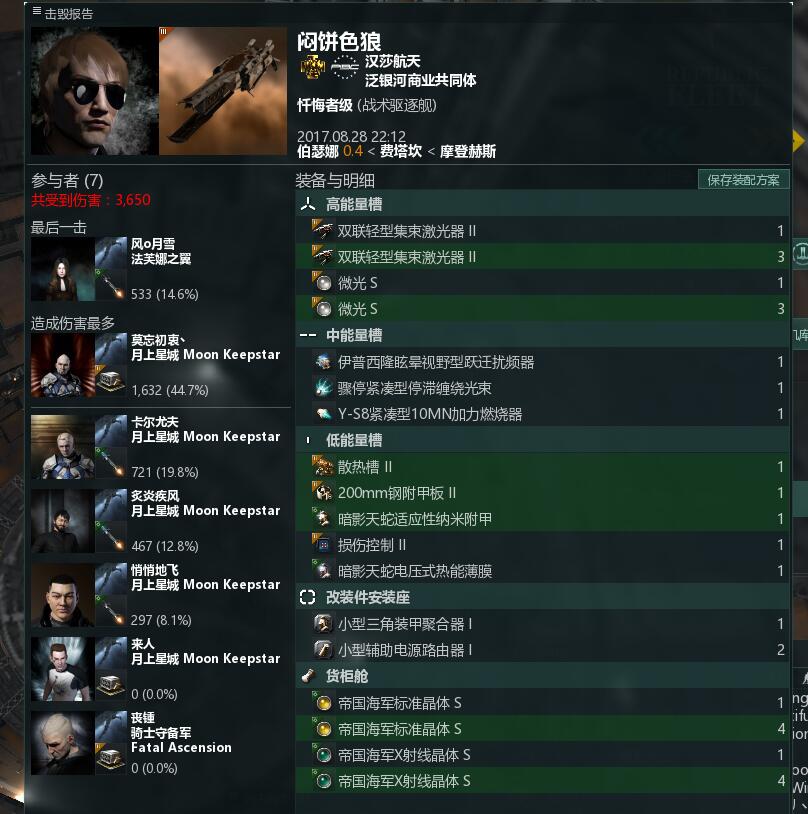 击毁报告
闷饼色狼
汉莎航天
泛银河商业共同体
忏悔者级 (战术驱逐舰)
2017.08.28 22:12
伯瑟娜 0.4 < 费塔坎 < 摩登赫斯
参与者 (7)
共受到伤害：3,650
最后一击
风o月雪
法芙娜之翼
533 (14.6%)
造成伤害最多
莫忘初衷丶
月上星城 Moon Keepstar
1,632 (44.7%)
卡尔尤夫
月上星城 Moon Keepstar
721 (19.8%)
炙炎疾风
月上星城 Moon Keepstar
467 (12.8%)
悄悄地飞
月上星城 Moon Keepstar
297 (8.1%)
来人
月上星城 Moon Keepstar
0 (0.0%)
丧锺
骑士守备军
Fatal Ascension
0 (0.0%)
装备与明细
保存装配方案
高能量槽
双联轻型集束激光器 II 1
双联轻型集束激光器 II 3
微光 S 1
微光 S 3
中能量槽
伊普西隆眩晕视野型跃迁扰频器 1
骤停紧凑型停滞缠绕光束 1
Y-S8紧凑型10MN加力燃烧器 1
低能量槽
散热槽 II 1
200mm钢附甲板 II 1
暗影天蛇适应性纳米附甲 1
损伤控制 II 1
暗影天蛇电压式热能薄膜 1
改装件安装座
小型三角装甲聚合器 I 1
小型辅助电源路由器 I 2
货柜舱
帝国海军标准晶体 S 1
帝国海军标准晶体 S 4
帝国海军X射线晶体 S 1
帝国海军X射线晶体 S 4